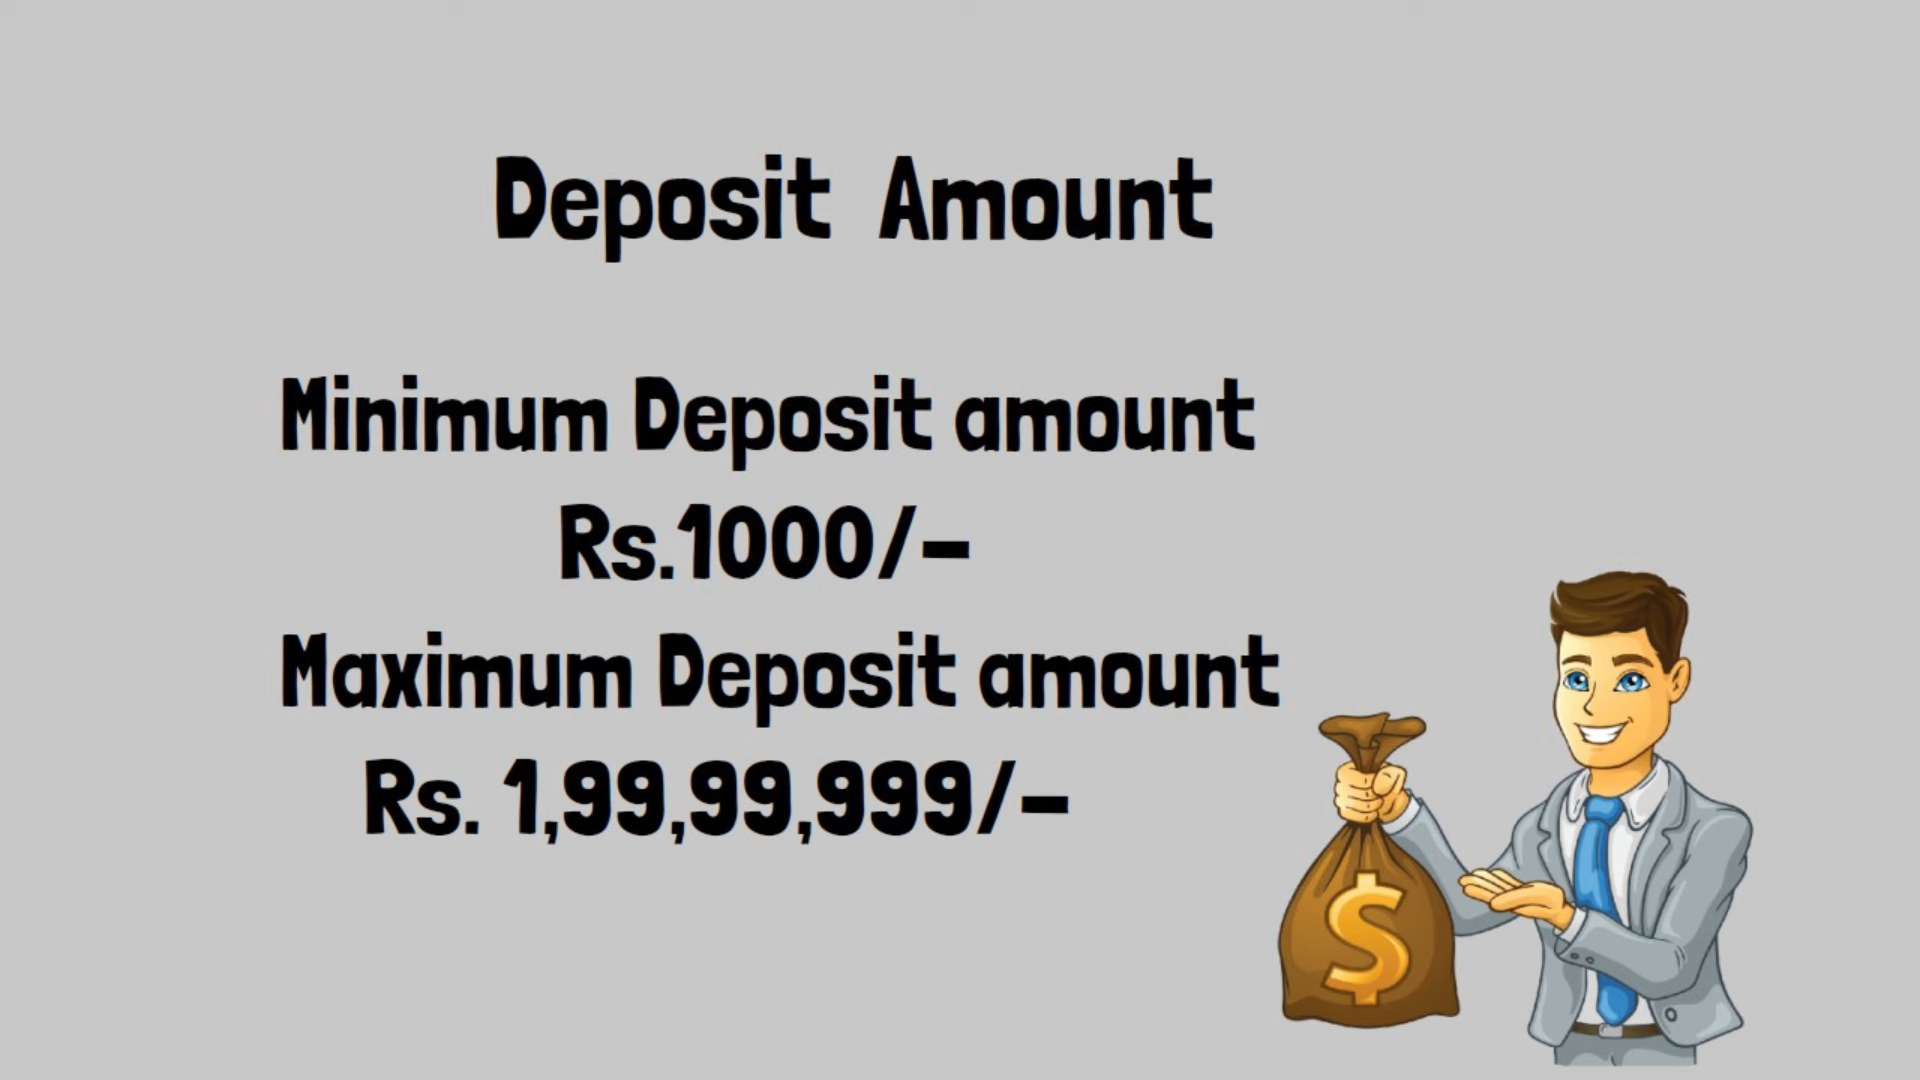 Deposit Amount
Minimum Deposit amount
Rs.1000/-
Maximum Deposit amount
Rs. 1,99,99,999/-
$